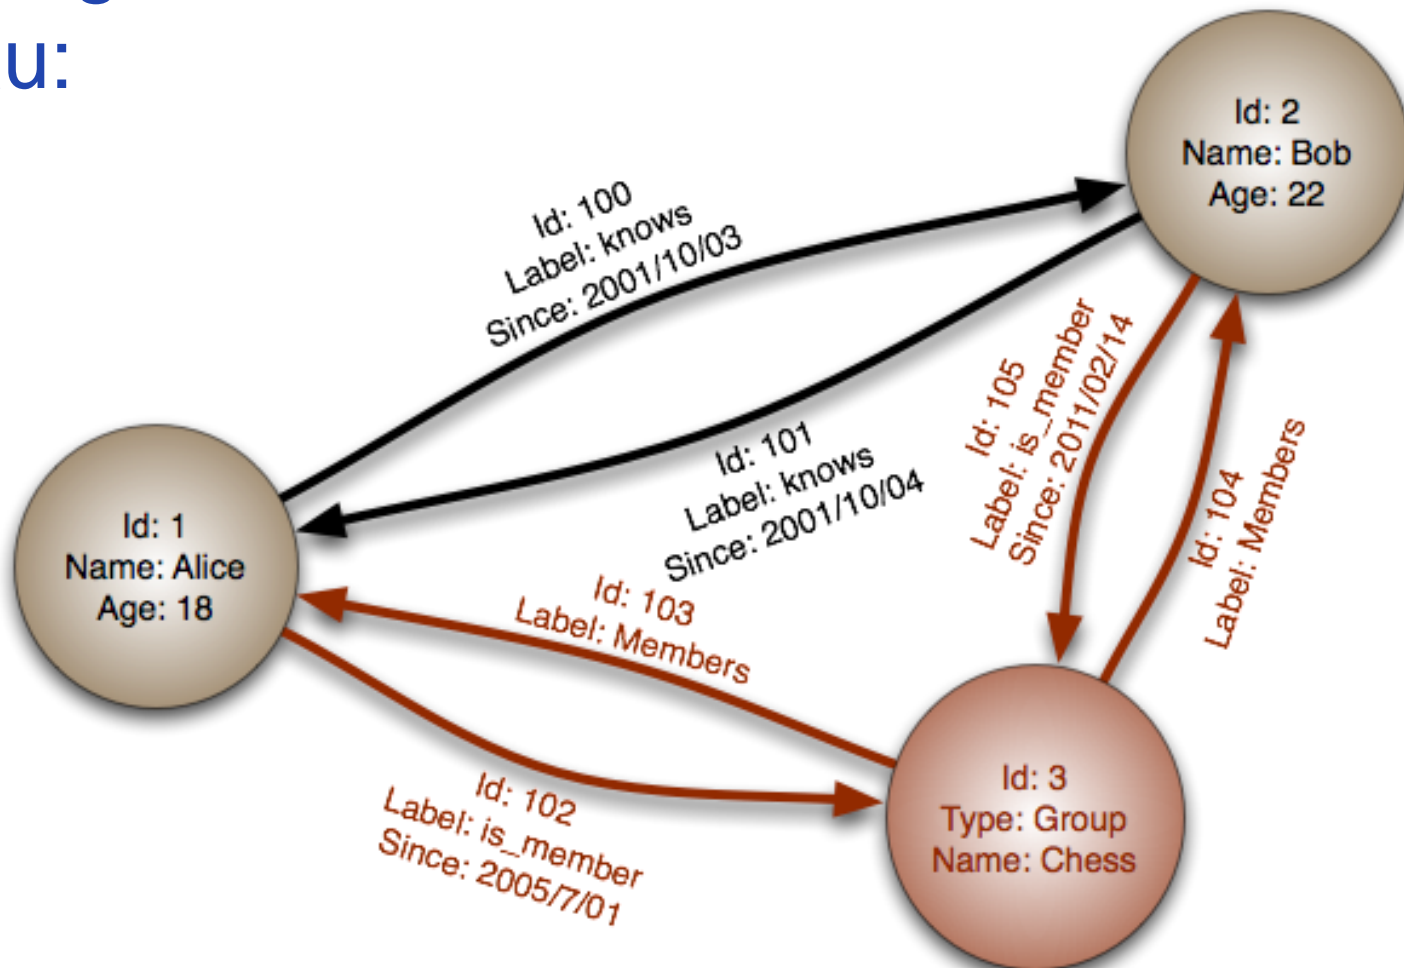 u:
Id: 2
Name: Bob
Age: 22
Id: 100
Label: knows
Since: 2001/10/03
Id: 101
Label: knows
Since: 2001/10/04
Id: 105
Label: is_member
Since: 2011/02/14
Id: 104
Label: Members
Id: 1
Name: Alice
Age: 18
Id: 103
Label: Members
Id: 102
Label: is_member
Since: 2005/7/01
Id: 3
Type: Group
Name: Chess